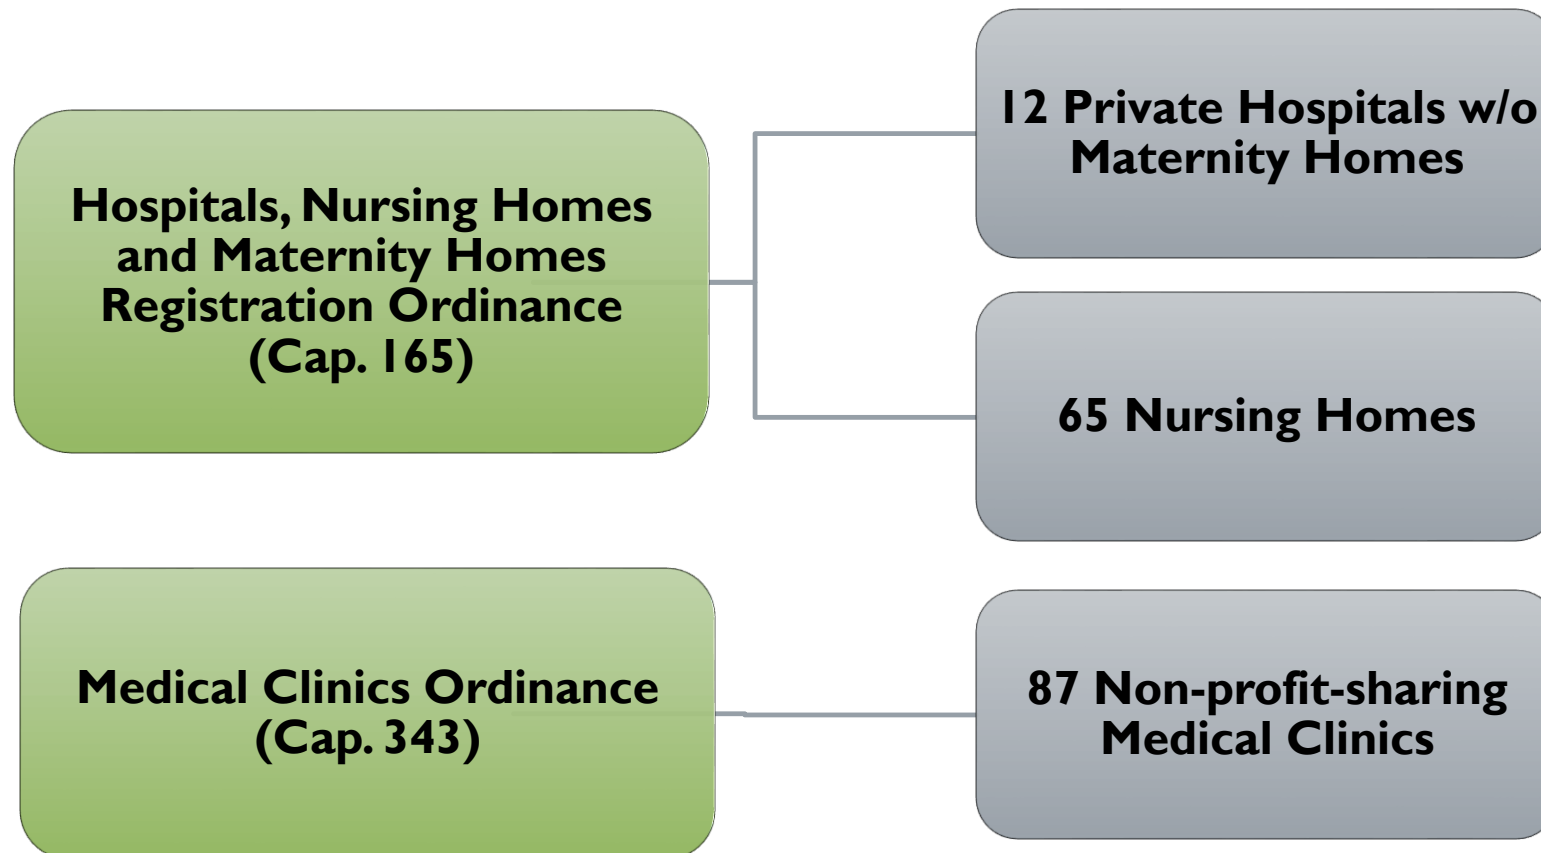 Hospitals, Nursing Homes
and Maternity Homes
Registration Ordinance
(Cap. 165)
12 Private Hospitals w/o
Maternity Homes
65 Nursing Homes
Medical Clinics Ordinance
(Cap. 343)
87 Non-profit-sharing
Medical Clinics